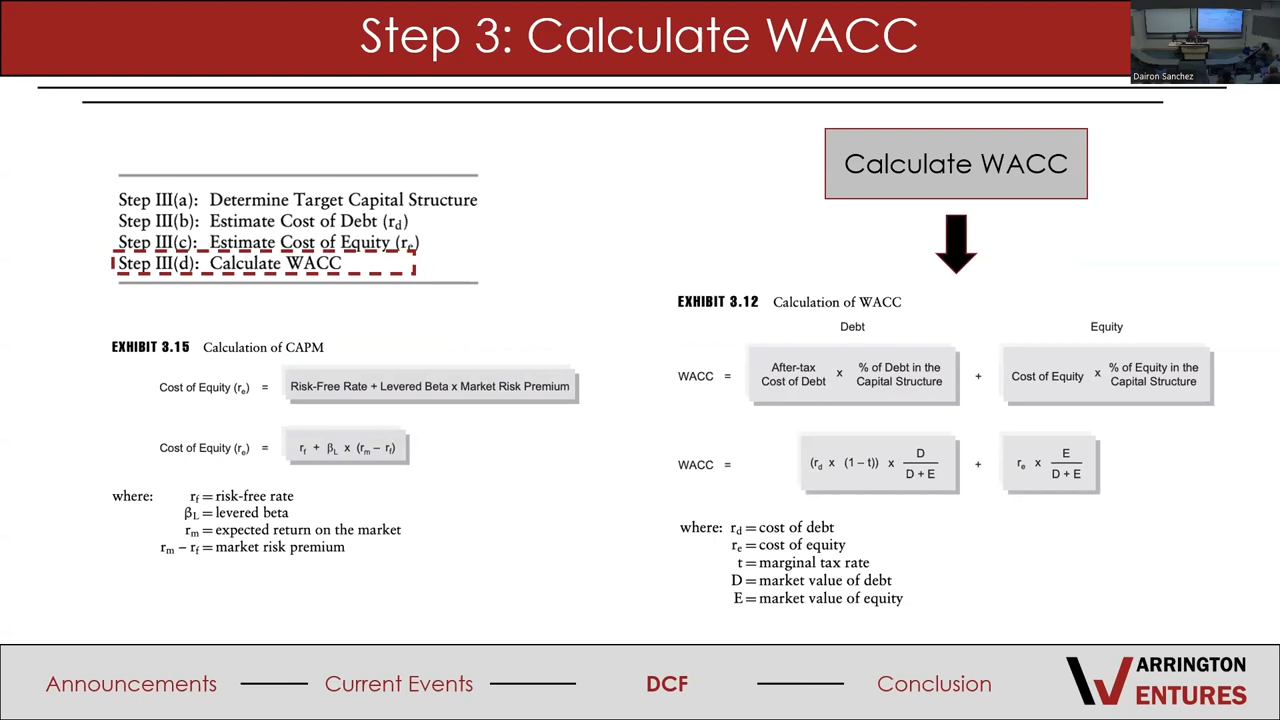 Step 3: Calculate WACC
Dairon Sanchez
Step III(a): Determine Target Capital Structure
Step III(b): Estimate Cost of Debt (rd)
Step III(c): Estimate Cost of Equity (re)
Step III(d): Calculate WACC
EXHIBIT 3.15 Calculation of CAPM
Cost of Equity (re) = Risk-Free Rate + Levered Beta x Market Risk Premium
Cost of Equity (re) = rf + βL x (rm – rf)
where: rf = risk-free rate
βL = levered beta
rm = expected return on the market
rm – rf = market risk premium
Calculate WACC
EXHIBIT 3.12 Calculation of WACC
Debt Equity
WACC = After-tax Cost of Debt x % of Debt in the Capital Structure + Cost of Equity x % of Equity in the Capital Structure
WACC = (rd x (1 – t)) x D / D + E + re x E / D + E
where: rd = cost of debt
re = cost of equity
t = marginal tax rate
D = market value of debt
E = market value of equity
Announcements Current Events DCF Conclusion
WARRINGTON
VENTURES